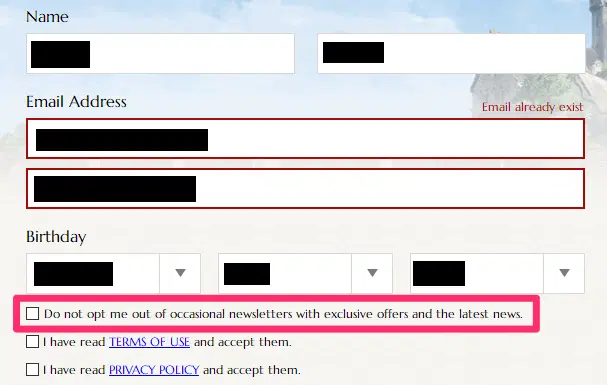 Name
Email Address
Email already exist
Birthday
Do not opt me out of occasional newsletters with exclusive offers and the latest news.
I have read TERMS OF USE and accept them.
I have read PRIVACY POLICY and accept them.